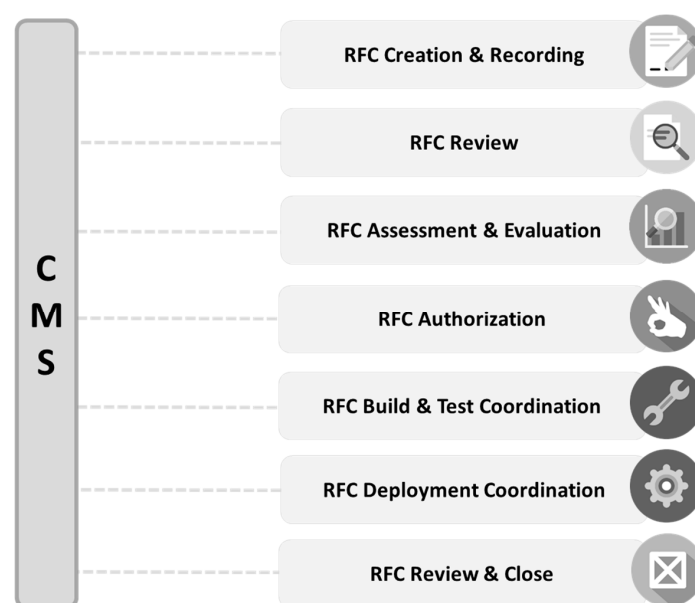 RFC Creation & Recording
RFC Review
RFC Assessment & Evaluation
C
M
S
RFC Authorization
RFC Build & Test Coordination
RFC Deployment Coordination
RFC Review & Close